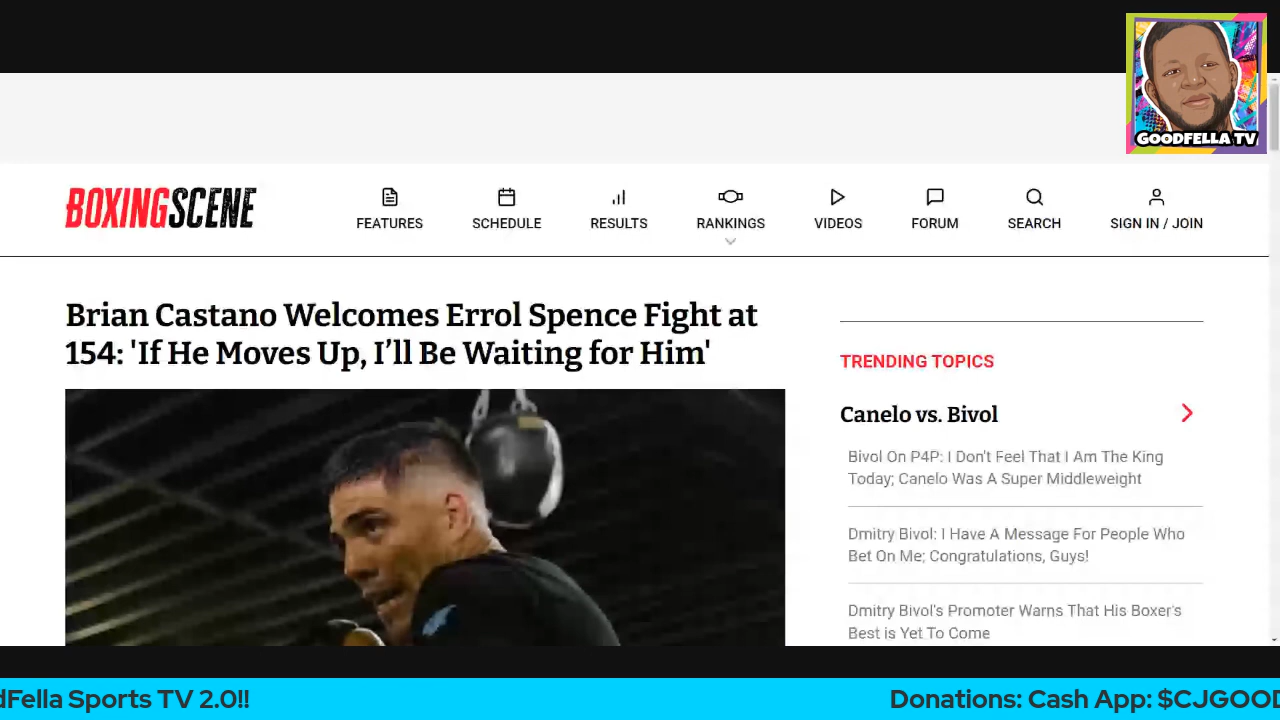 GOODFELLA TV
BOXINGSCENE
FEATURES
SCHEDULE
RESULTS
RANKINGS
VIDEOS
FORUM
SEARCH
SIGN IN / JOIN
Brian Castano Welcomes Errol Spence Fight at
154: 'If He Moves Up, I’ll Be Waiting for Him'
TRENDING TOPICS
Canelo vs. Bivol
Bivol On P4P: I Don't Feel That I Am The King
Today; Canelo Was A Super Middleweight
Dmitry Bivol: I Have A Message For People Who
Bet On Me; Congratulations, Guys!
Dmitry Bivol's Promoter Warns That His Boxer's
Best is Yet To Come
dFella Sports TV 2.0!!
Donations: Cash App: $CJGOOD